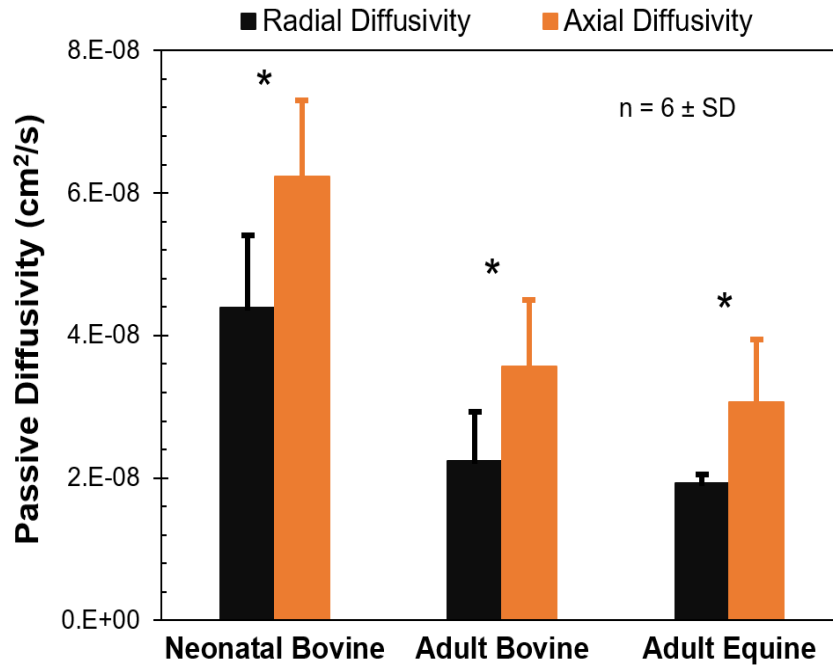 Radial Diffusivity Axial Diffusivity
8.E-08
6.E-08
4.E-08
2.E-08
0.E+00
Passive Diffusivity (cm²/s)
n = 6 ± SD
*
*
*
Neonatal Bovine Adult Bovine Adult Equine